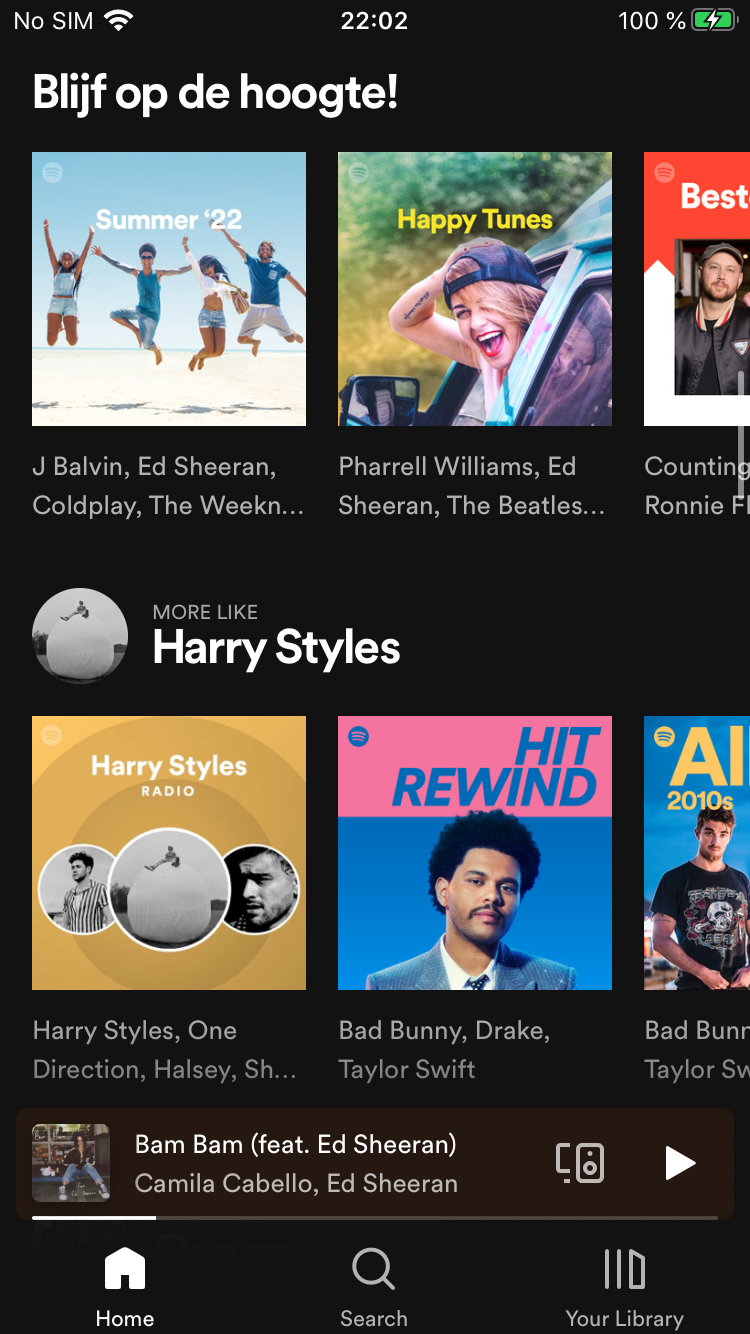 No SIM
22:02
100 %
Blijf op de hoogte!
Summer ‘22
Happy Tunes
Best
J Balvin, Ed Sheeran,
Coldplay, The Weekn...
Pharrell Williams, Ed
Sheeran, The Beatles...
Counting
Ronnie Fl
MORE LIKE
Harry Styles
Harry Styles
RADIO
HIT
REWIND
Al
2010s
Harry Styles, One
Direction, Halsey, Sh...
Bad Bunny, Drake,
Taylor Swift
Bad Bunn
Taylor Sw
Bam Bam (feat. Ed Sheeran)
Camila Cabello, Ed Sheeran
Queen
Home
Search
Your Library